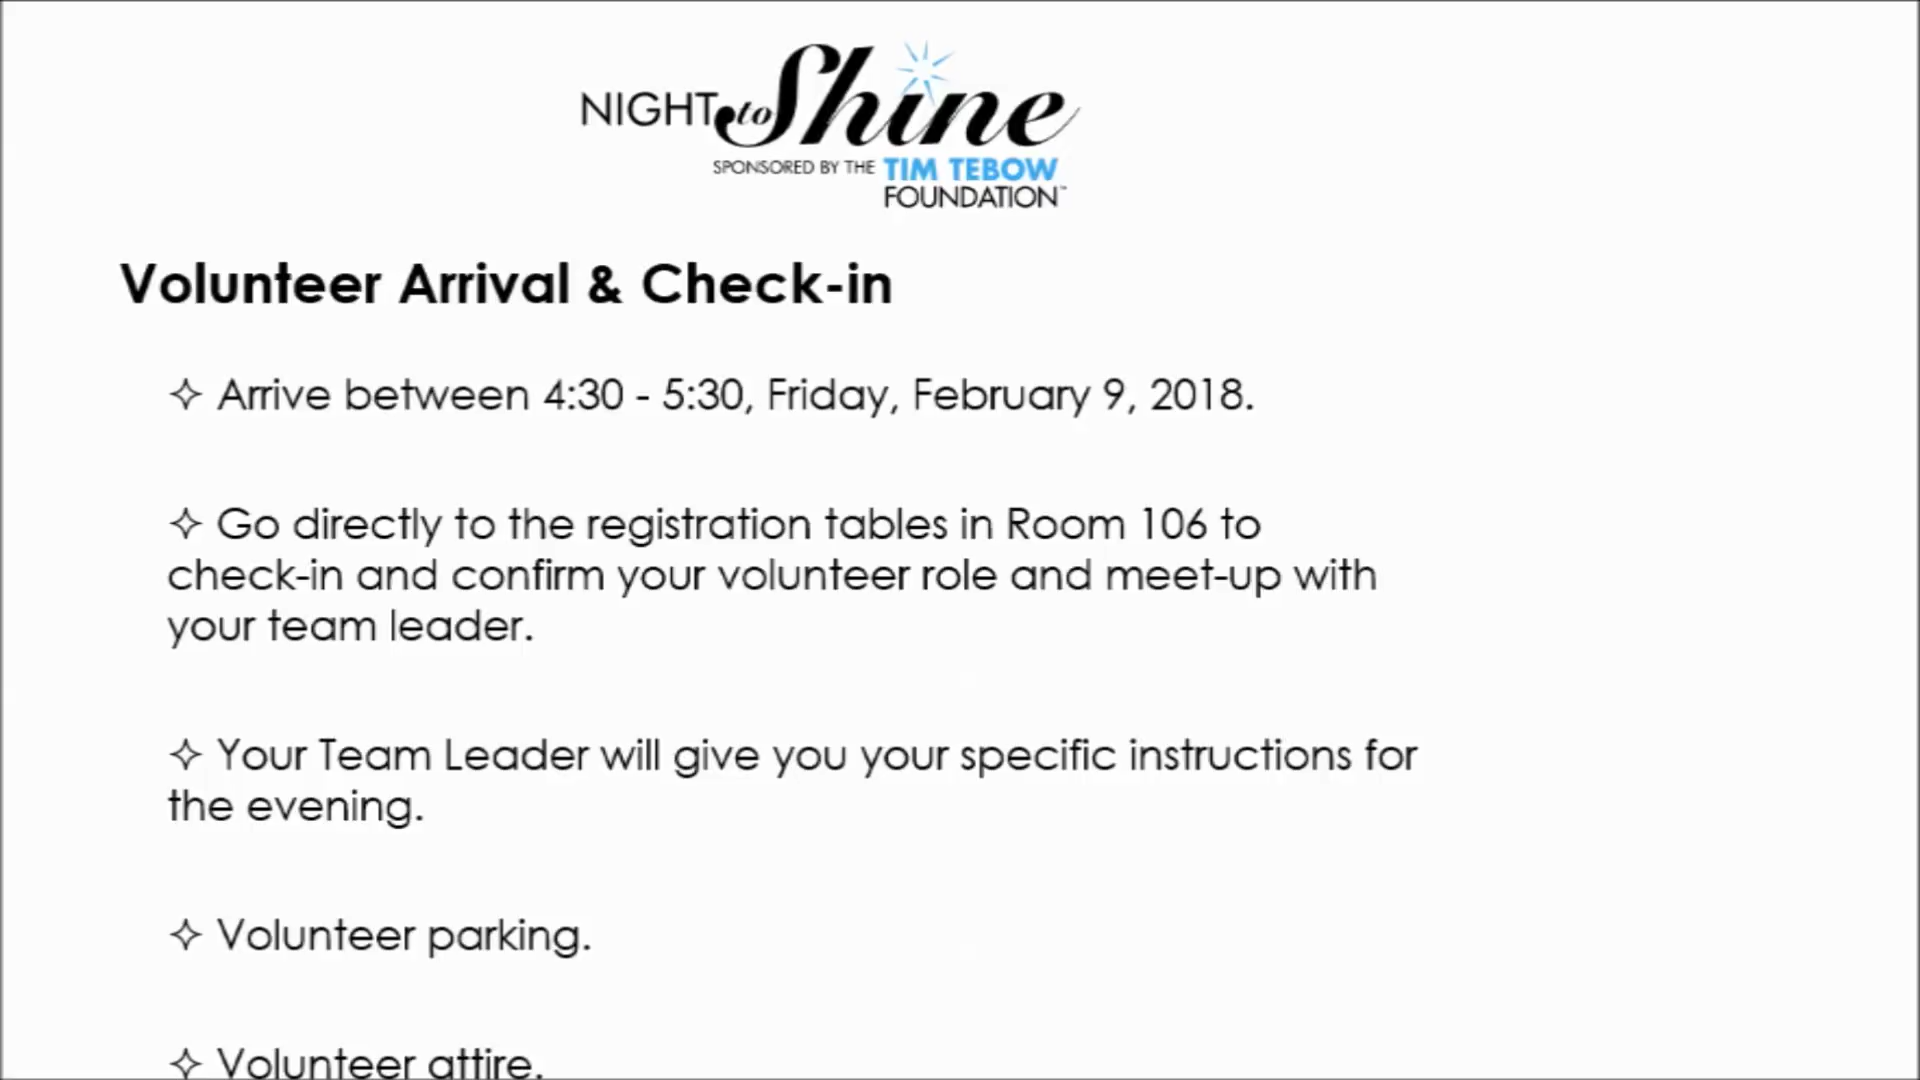 NIGHT to Shine
SPONSORED BY THE TIM TEBOW
FOUNDATION™
Volunteer Arrival & Check-in
✧ Arrive between 4:30 - 5:30, Friday, February 9, 2018.
✧ Go directly to the registration tables in Room 106 to
check-in and confirm your volunteer role and meet-up with
your team leader.
✧ Your Team Leader will give you your specific instructions for
the evening.
✧ Volunteer parking.
✧ Volunteer attire.